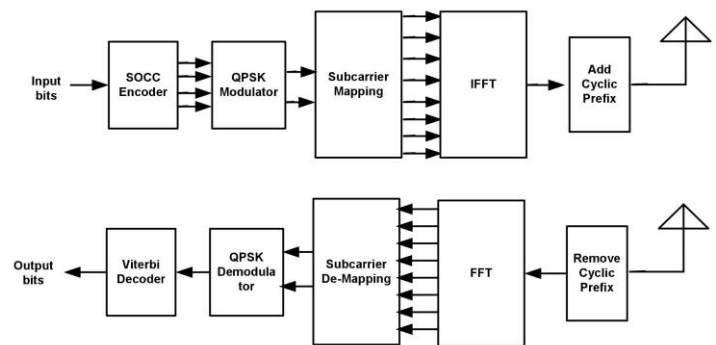 Input
bits
SOCC
Encoder
QPSK
Modulator
Subcarrier
Mapping
IFFT
Add
Cyclic
Prefix
Output
bits
Viterbi
Decoder
QPSK
Demodula
tor
Subcarrier
De-Mapping
FFT
Remove
Cyclic
Prefix